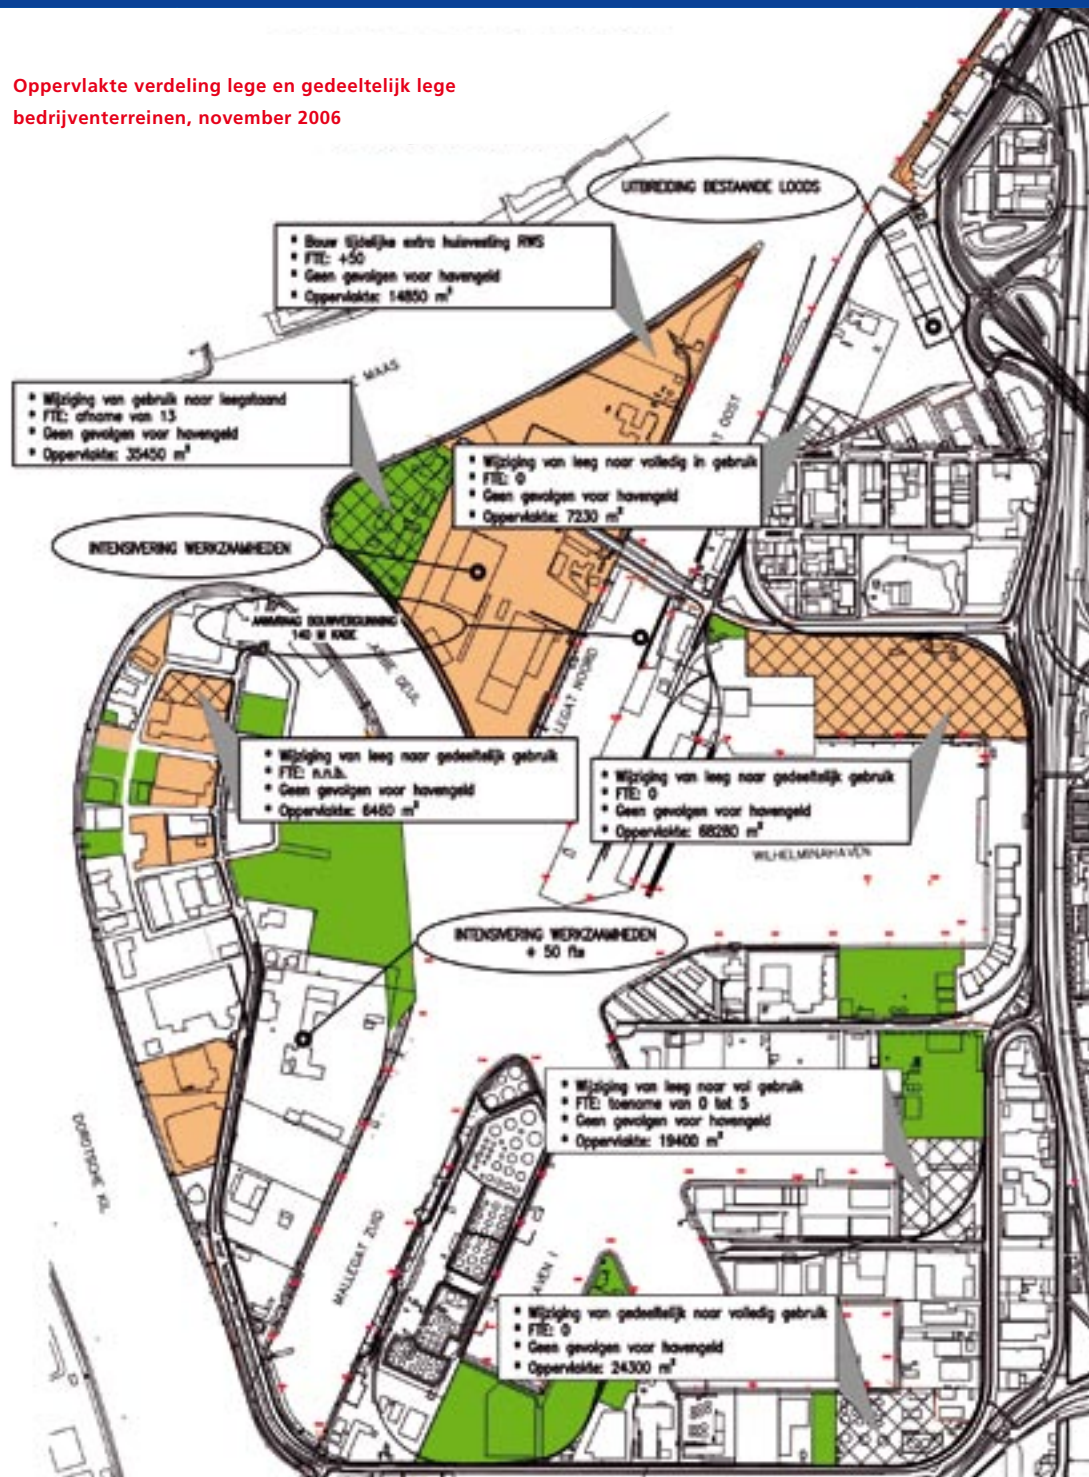 Oppervlakte verdeling lege en gedeeltelijk lege
bedrijventerreinen, november 2006
UITBREIDING BESTAANDE LOODS
* Bouw tijdelijke extra huisvesting RWS
* FTE: +50
* Geen gevolgen voor havengeld
* Oppervlakte: 14850 m²
MAAS
* Wijziging van gebruik naar leegstaand
* FTE: afname van 13
* Geen gevolgen voor havengeld
* Oppervlakte: 35450 m²
OOST
* Wijziging van leeg naar volledig in gebruik
* FTE: 0
* Geen gevolgen voor havengeld
* Oppervlakte: 7230 m²
INTENSIVERING WERKZAAMHEDEN
AANVRAAG BOUWVERGUNNING
140 M KADE
GEUL
LEGAT NOORD
* Wijziging van leeg naar gedeeltelijk gebruik
* FTE: n.n.b.
* Geen gevolgen voor havengeld
* Oppervlakte: 6460 m²
* Wijziging van leeg naar gedeeltelijk gebruik
* FTE: 0
* Geen gevolgen voor havengeld
* Oppervlakte: 68280 m²
WILHELMINAHAVEN
INTENSIVERING WERKZAAMHEDEN
+ 50 fte
* Wijziging van leeg naar vol gebruik
* FTE: toename van 0 tot 5
* Geen gevolgen voor havengeld
* Oppervlakte: 19400 m²
DORDTSCHE KIL
MALLEGAT ZUID
AVEN I
* Wijziging van gedeeltelijk naar volledig gebruik
* FTE: 0
* Geen gevolgen voor havengeld
* Oppervlakte: 24300 m²